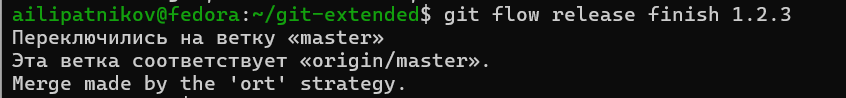 ailipatnikov@fedora:~/git-extended$ git flow release finish 1.2.3
Переключились на ветку «master»
Эта ветка соответствует «origin/master».
Merge made by the 'ort' strategy.